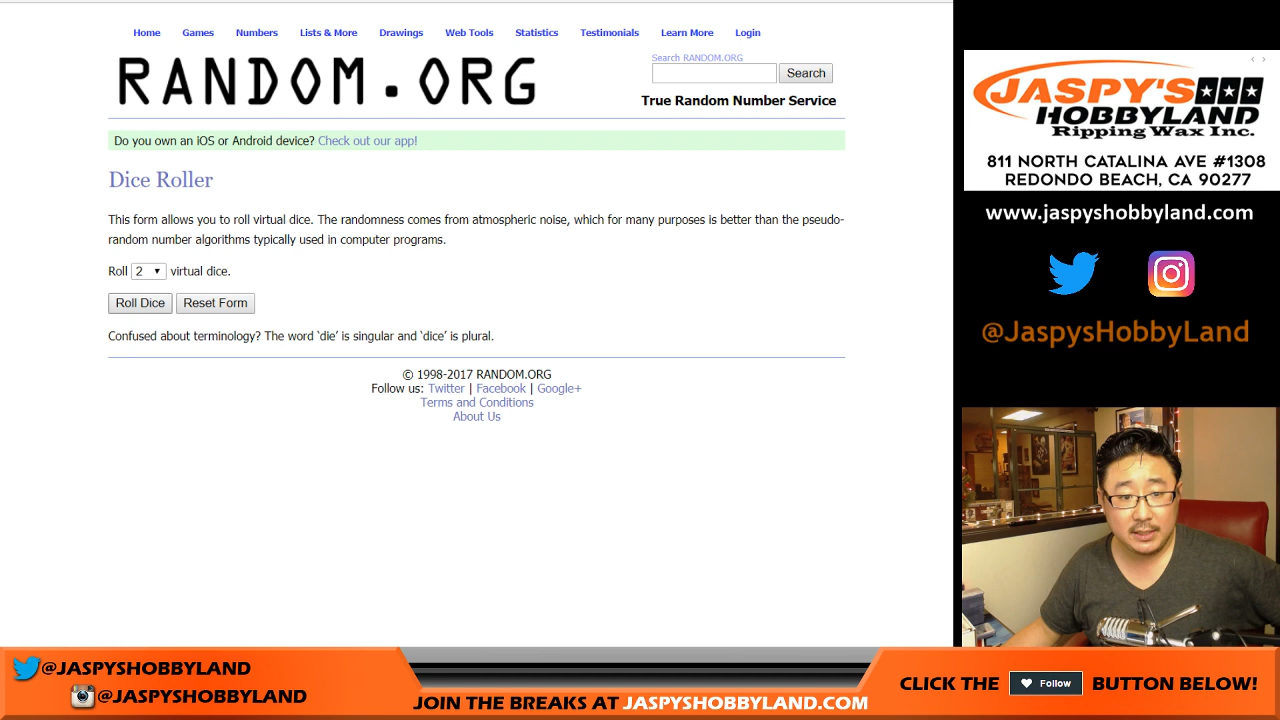 Home Games Numbers Lists & More Drawings Web Tools Statistics Testimonials Learn More Login
RANDOM.ORG
Search RANDOM.ORG
Search
True Random Number Service
Do you own an iOS or Android device? Check out our app!
Dice Roller
This form allows you to roll virtual dice. The randomness comes from atmospheric noise, which for many purposes is better than the pseudo-
random number algorithms typically used in computer programs.
Roll 2 virtual dice.
Roll Dice Reset Form
Confused about terminology? The word ‘die’ is singular and ‘dice’ is plural.
© 1998-2017 RANDOM.ORG
Follow us: Twitter | Facebook | Google+
Terms and Conditions
About Us
JASPY'S
HOBBYLAND
Ripping Wax Inc.
811 NORTH CATALINA AVE #1308
REDONDO BEACH, CA 90277
www.jaspyshobbyland.com
@JaspysHobbyLand
@JASPYSHOBBYLAND
@JASPYSHOBBYLAND
JOIN THE BREAKS AT JASPYSHOBBYLAND.COM
CLICK THE Follow BUTTON BELOW!